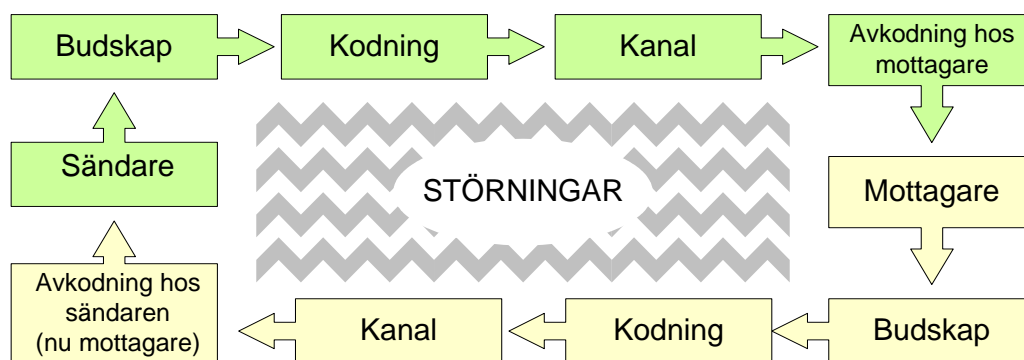 Budskap
Kodning
Kanal
Avkodning hos
mottagare
Sändare
STÖRNINGAR
Mottagare
Avkodning hos
sändaren
(nu mottagare)
Kanal
Kodning
Budskap